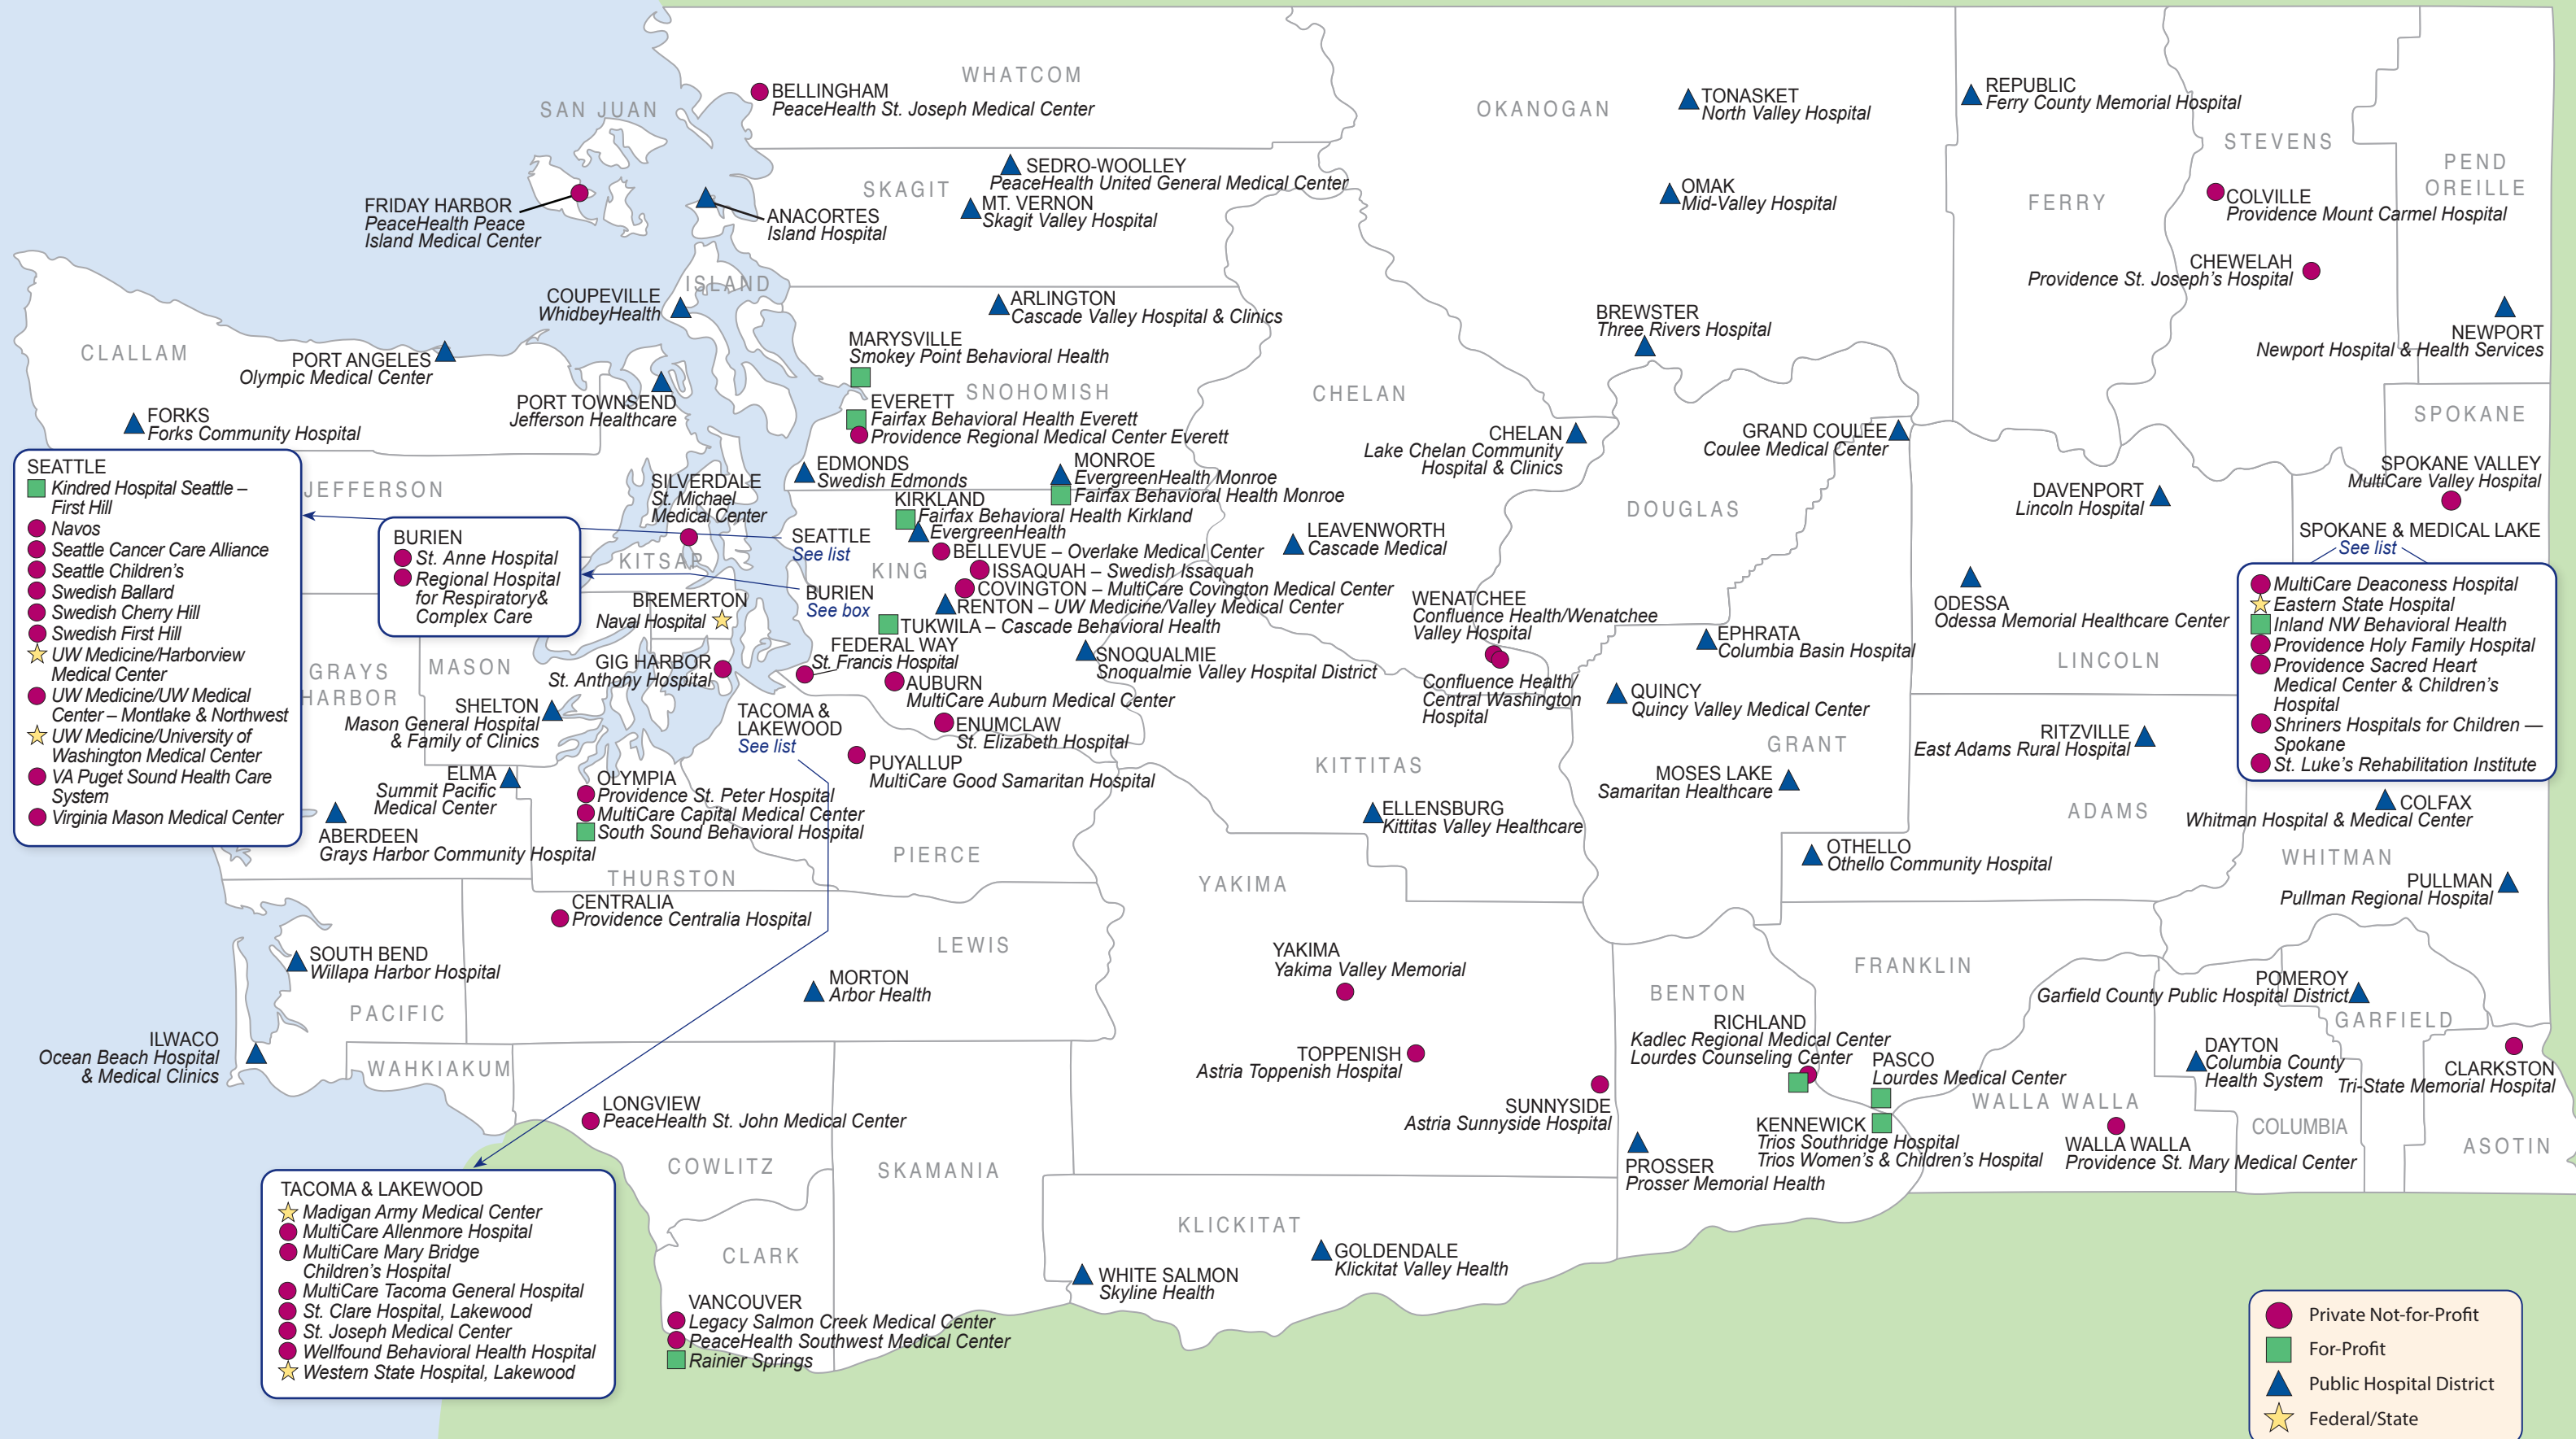 WHATCOM
BELLINGHAM
PeaceHealth St. Joseph Medical Center
SAN JUAN
OKANOGAN
TONASKET
North Valley Hospital
REPUBLIC
Ferry County Memorial Hospital
STEVENS
PEND
OREILLE
SEDRO-WOOLLEY
PeaceHealth United General Medical Center
SKAGIT
MT. VERNON
Skagit Valley Hospital
OMAK
Mid-Valley Hospital
FERRY
COLVILLE
Providence Mount Carmel Hospital
FRIDAY HARBOR
PeaceHealth Peace
Island Medical Center
ANACORTES
Island Hospital
CHEWELAH
Providence St. Joseph's Hospital
ISLAND
COUPEVILLE
WhidbeyHealth
ARLINGTON
Cascade Valley Hospital & Clinics
BREWSTER
Three Rivers Hospital
NEWPORT
Newport Hospital & Health Services
CLALLAM
PORT ANGELES
Olympic Medical Center
MARYSVILLE
Smokey Point Behavioral Health
SNOHOMISH
CHELAN
PORT TOWNSEND
Jefferson Healthcare
EVERETT
Fairfax Behavioral Health Everett
Providence Regional Medical Center Everett
FORKS
Forks Community Hospital
SPOKANE
CHELAN
Lake Chelan Community
Hospital & Clinics
GRAND COULEE
Coulee Medical Center
EDMONDS
Swedish Edmonds
MONROE
EvergreenHealth Monroe
Fairfax Behavioral Health Monroe
SPOKANE VALLEY
MultiCare Valley Hospital
SEATTLE
Kindred Hospital Seattle –
First Hill
Navos
Seattle Cancer Care Alliance
Seattle Children's
Swedish Ballard
Swedish Cherry Hill
Swedish First Hill
UW Medicine/Harborview
Medical Center
UW Medicine/UW Medical
Center – Montlake & Northwest
UW Medicine/University of
Washington Medical Center
VA Puget Sound Health Care
System
Virginia Mason Medical Center
JEFFERSON
SILVERDALE
St. Michael
Medical Center
KIRKLAND
Fairfax Behavioral Health Kirkland
EvergreenHealth
DAVENPORT
Lincoln Hospital
DOUGLAS
BURIEN
St. Anne Hospital
Regional Hospital
for Respiratory&
Complex Care
SEATTLE
See list
LEAVENWORTH
Cascade Medical
SPOKANE & MEDICAL LAKE
See list
KITSAP
KING
BELLEVUE – Overlake Medical Center
ISSAQUAH – Swedish Issaquah
COVINGTON – MultiCare Covington Medical Center
RENTON – UW Medicine/Valley Medical Center
TUKWILA – Cascade Behavioral Health
BURIEN
See box
BREMERTON
Naval Hospital
WENATCHEE
Confluence Health/Wenatchee
Valley Hospital
Confluence Health/
Central Washington
Hospital
ODESSA
Odessa Memorial Healthcare Center
MultiCare Deaconess Hospital
Eastern State Hospital
Inland NW Behavioral Health
Providence Holy Family Hospital
Providence Sacred Heart
Medical Center & Children's
Hospital
Shriners Hospitals for Children —
Spokane
St. Luke's Rehabilitation Institute
FEDERAL WAY
St. Francis Hospital
SNOQUALMIE
Snoqualmie Valley Hospital District
EPHRATA
Columbia Basin Hospital
LINCOLN
GRAYS
HARBOR
MASON
GIG HARBOR
St. Anthony Hospital
AUBURN
MultiCare Auburn Medical Center
QUINCY
Quincy Valley Medical Center
SHELTON
Mason General Hospital
& Family of Clinics
TACOMA &
LAKEWOOD
See list
ENUMCLAW
St. Elizabeth Hospital
GRANT
RITZVILLE
East Adams Rural Hospital
PUYALLUP
MultiCare Good Samaritan Hospital
KITTITAS
ELMA
Summit Pacific
Medical Center
OLYMPIA
Providence St. Peter Hospital
MultiCare Capital Medical Center
South Sound Behavioral Hospital
MOSES LAKE
Samaritan Healthcare
ELLENSBURG
Kittitas Valley Healthcare
ADAMS
COLFAX
Whitman Hospital & Medical Center
ABERDEEN
Grays Harbor Community Hospital
PIERCE
OTHELLO
Othello Community Hospital
WHITMAN
THURSTON
YAKIMA
PULLMAN
Pullman Regional Hospital
CENTRALIA
Providence Centralia Hospital
LEWIS
SOUTH BEND
Willapa Harbor Hospital
YAKIMA
Yakima Valley Memorial
FRANKLIN
MORTON
Arbor Health
BENTON
POMEROY
Garfield County Public Hospital District
PACIFIC
GARFIELD
RICHLAND
Kadlec Regional Medical Center
Lourdes Counseling Center
ILWACO
Ocean Beach Hospital
& Medical Clinics
WAHKIAKUM
TOPPENISH
Astria Toppenish Hospital
PASCO
Lourdes Medical Center
DAYTON
Columbia County
Health System
CLARKSTON
Tri-State Memorial Hospital
LONGVIEW
PeaceHealth St. John Medical Center
SUNNYSIDE
Astria Sunnyside Hospital
WALLA WALLA
KENNEWICK
Trios Southridge Hospital
Trios Women's & Children's Hospital
COLUMBIA
WALLA WALLA
Providence St. Mary Medical Center
ASOTIN
COWLITZ
SKAMANIA
PROSSER
Prosser Memorial Health
TACOMA & LAKEWOOD
Madigan Army Medical Center
MultiCare Allenmore Hospital
MultiCare Mary Bridge
Children's Hospital
MultiCare Tacoma General Hospital
St. Clare Hospital, Lakewood
St. Joseph Medical Center
Wellfound Behavioral Health Hospital
Western State Hospital, Lakewood
KLICKITAT
CLARK
GOLDENDALE
Klickitat Valley Health
WHITE SALMON
Skyline Health
VANCOUVER
Legacy Salmon Creek Medical Center
PeaceHealth Southwest Medical Center
Rainier Springs
Private Not-for-Profit
For-Profit
Public Hospital District
Federal/State